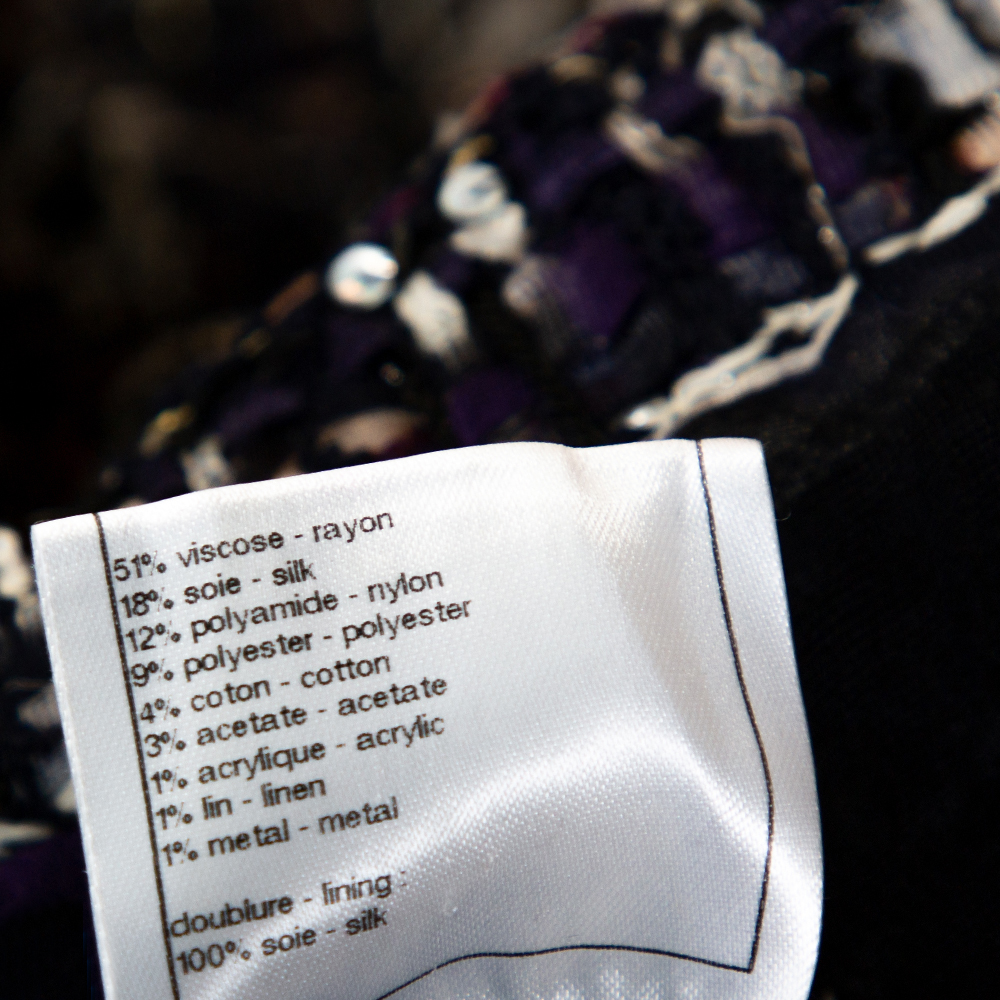 51% viscose - rayon
18% soie - silk
12% polyamide - nylon
9% polyester - polyester
4% coton - cotton
3% acetate - acetate
1% acrylique - acrylic
1% lin - linen
1% metal - metal
doublure - lining :
100% soie - silk